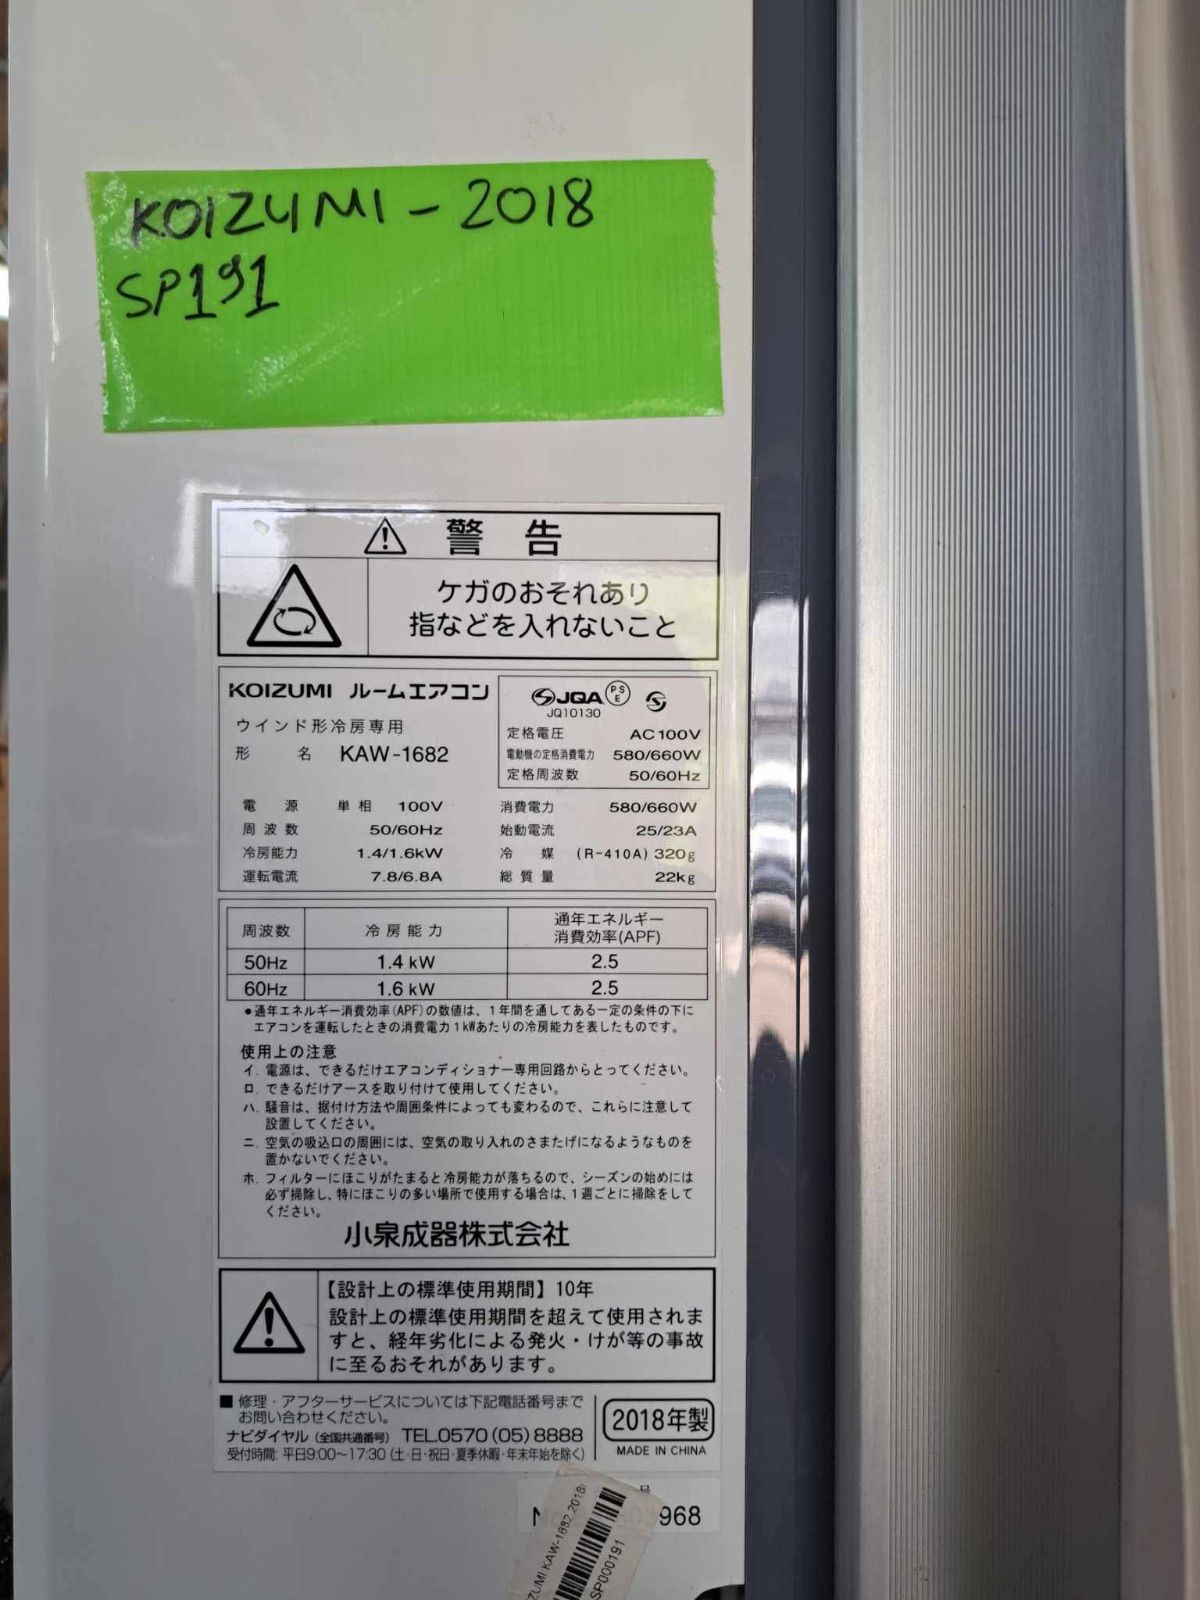 KOIZUMI - 2018
SP191
警告
ケガのおそれあり
指などを入れないこと
KOIZUMI ルームエアコン
ウインド形冷房専用
形名 KAW-1682
JQA PSE
JQ10130
定格電圧 AC100V
電動機の定格消費電力 580/660W
定格周波数 50/60Hz
電源 単相 100V 消費電力 580/660W
周波数 50/60Hz 始動電流 25/23A
冷房能力 1.4/1.6kW 冷媒 (R-410A) 320g
運転電流 7.8/6.8A 総質量 22kg
周波数 冷房能力 通年エネルギー
消費効率(APF)
50Hz 1.4 kW 2.5
60Hz 1.6 kW 2.5
●通年エネルギー消費効率(APF)の数値は、1年間を通してある一定の条件の下に
エアコンを運転したときの消費電力1kWあたりの冷房能力を表したものです。
使用上の注意
イ. 電源は、できるだけエアコンディショナー専用回路からとってください。
ロ. できるだけアースを取り付けて使用してください。
ハ. 騒音は、据付け方法や周囲条件によっても変わるので、これらに注意して
設置してください。
ニ. 空気の吸込口の周囲には、空気の取り入れのさまたげになるようなものを
置かないでください。
ホ. フィルターにほこりがたまると冷房能力が落ちるので、シーズンの始めには
必ず掃除し、特にほこりの多い場所で使用する場合は、1週ごとに掃除をして
ください。
小泉成器株式会社
【設計上の標準使用期間】10年
設計上の標準使用期間を超えて使用されま
すと、経年劣化による発火・けが等の事故
に至るおそれがあります。
■ 修理・アフターサービスについては下記電話番号まで
お問い合わせください。
ナビダイヤル (全国共通番号) TEL.0570 (05) 8888
受付時間: 平日9:00〜17:30 (土・日・祝日・夏季休暇・年末年始を除く)
2018年製
MADE IN CHINA
号
968
ZUMI KAW-1682 2018
SP000191